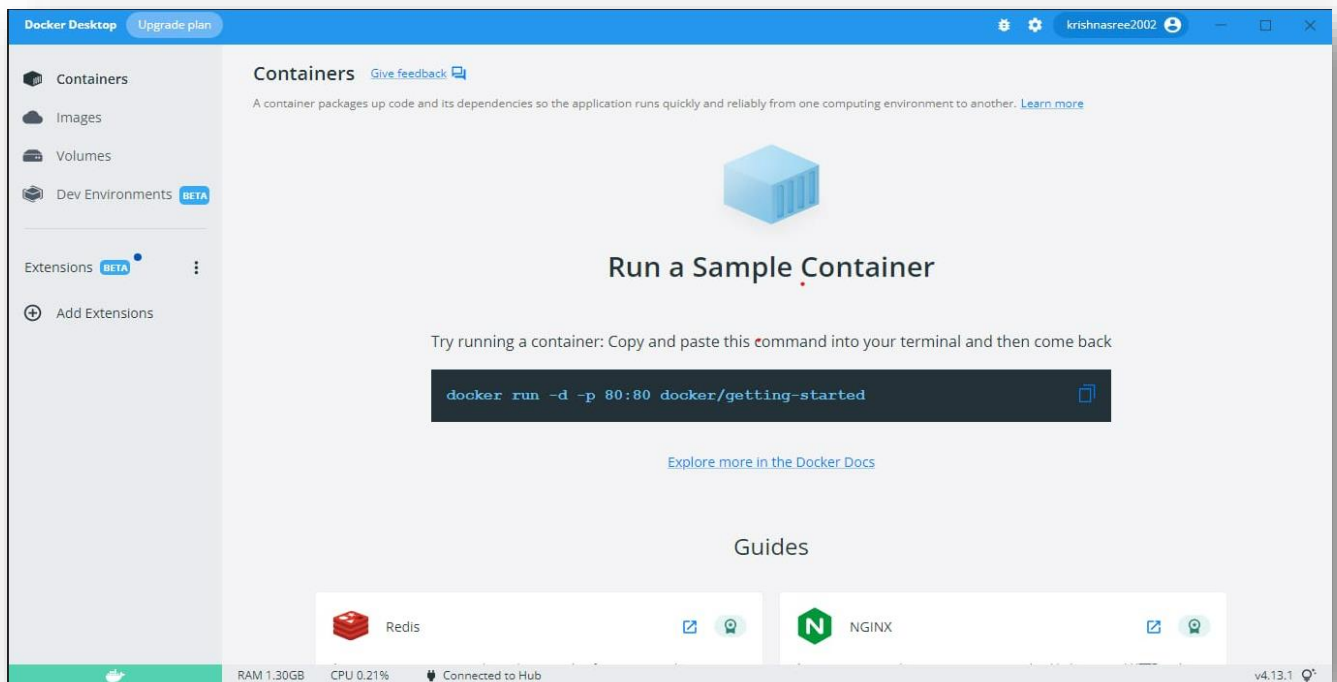 Docker Desktop Upgrade plan krishnasree2002
Containers
Images
Volumes
Dev Environments BETA
Extensions BETA
Add Extensions
Containers Give feedback
A container packages up code and its dependencies so the application runs quickly and reliably from one computing environment to another. Learn more
Run a Sample Container
Try running a container: Copy and paste this command into your terminal and then come back
docker run -d -p 80:80 docker/getting-started
Explore more in the Docker Docs
Guides
Redis
N NGINX
RAM 1.30GB CPU 0.21% Connected to Hub v4.13.1